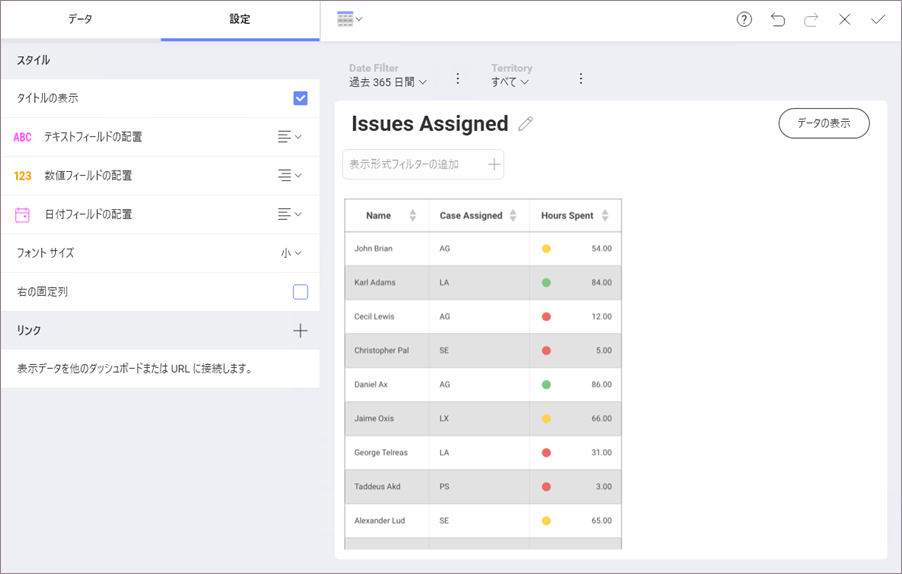 データ
設定
スタイル
タイトルの表示
ABC テキストフィールドの配置
123 数値フィールドの配置
日付フィールドの配置
フォント サイズ 小
右の固定列
リンク
表示データを他のダッシュボードまたは URL に接続します。
Date Filter
過去 365 日間
Territory
すべて
Issues Assigned
データの表示
表示形式フィルターの追加
Name Case Assigned Hours Spent
John Brian AG 54.00
Karl Adams LA 84.00
Cecil Lewis AG 12.00
Christopher Pal SE 5.00
Daniel Ax AG 86.00
Jaime Oxis LX 66.00
George Telreas LA 31.00
Taddeus Akd PS 3.00
Alexander Lud SE 65.00